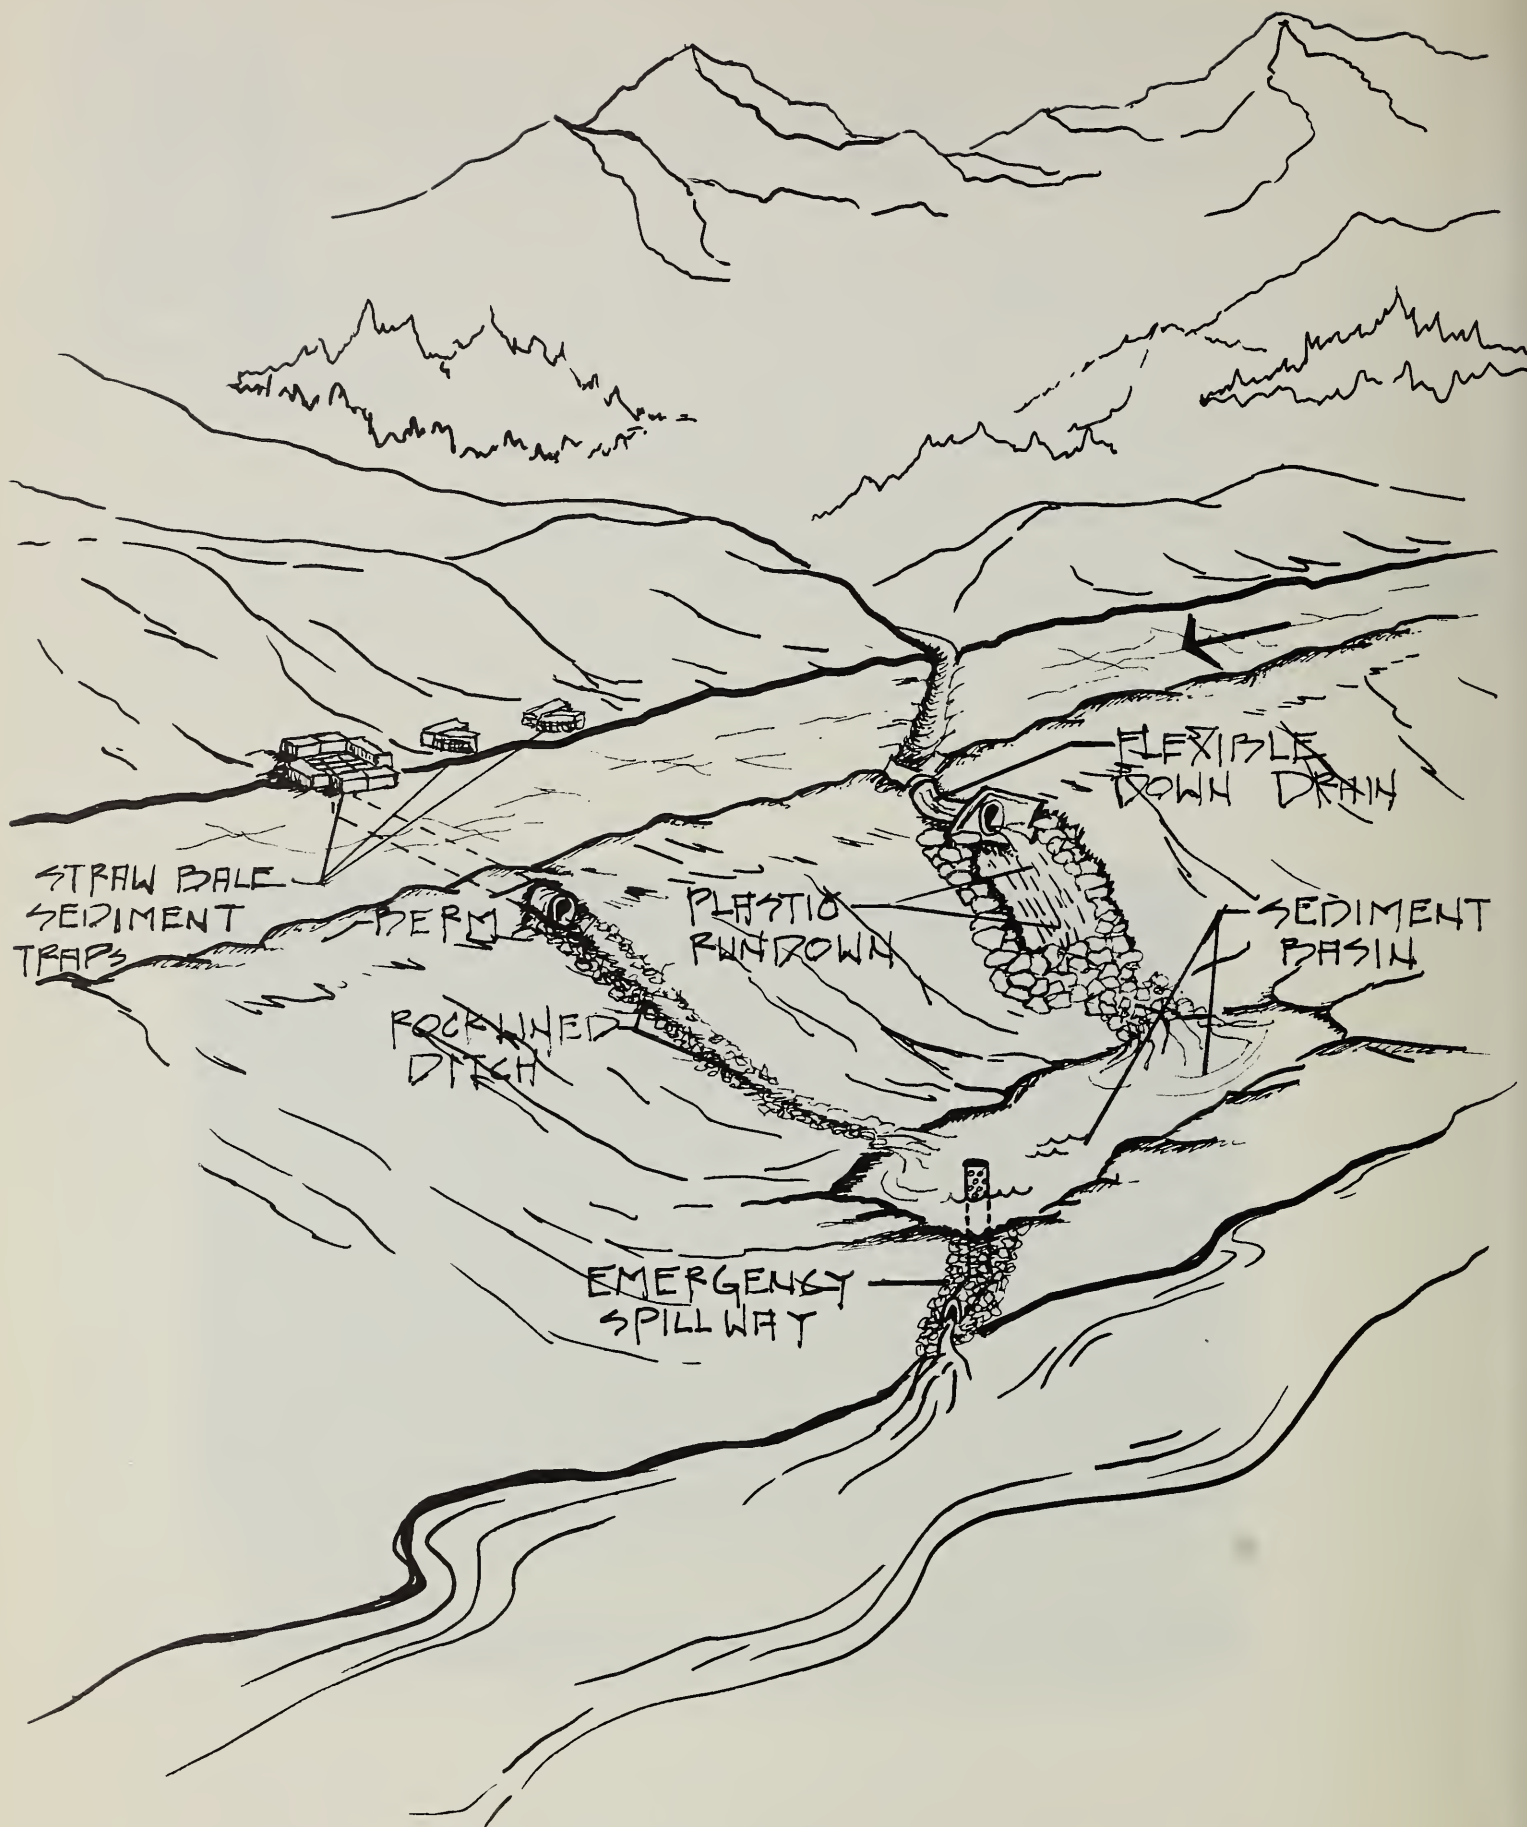 FLEXIBLE
DOWN DRAIN
STRAW BALE
SEDIMENT
TRAPS
BERM
PLASTIC
RUNDOWN
SEDIMENT
BASIN
ROCK LINED
DITCH
EMERGENCY
SPILLWAY